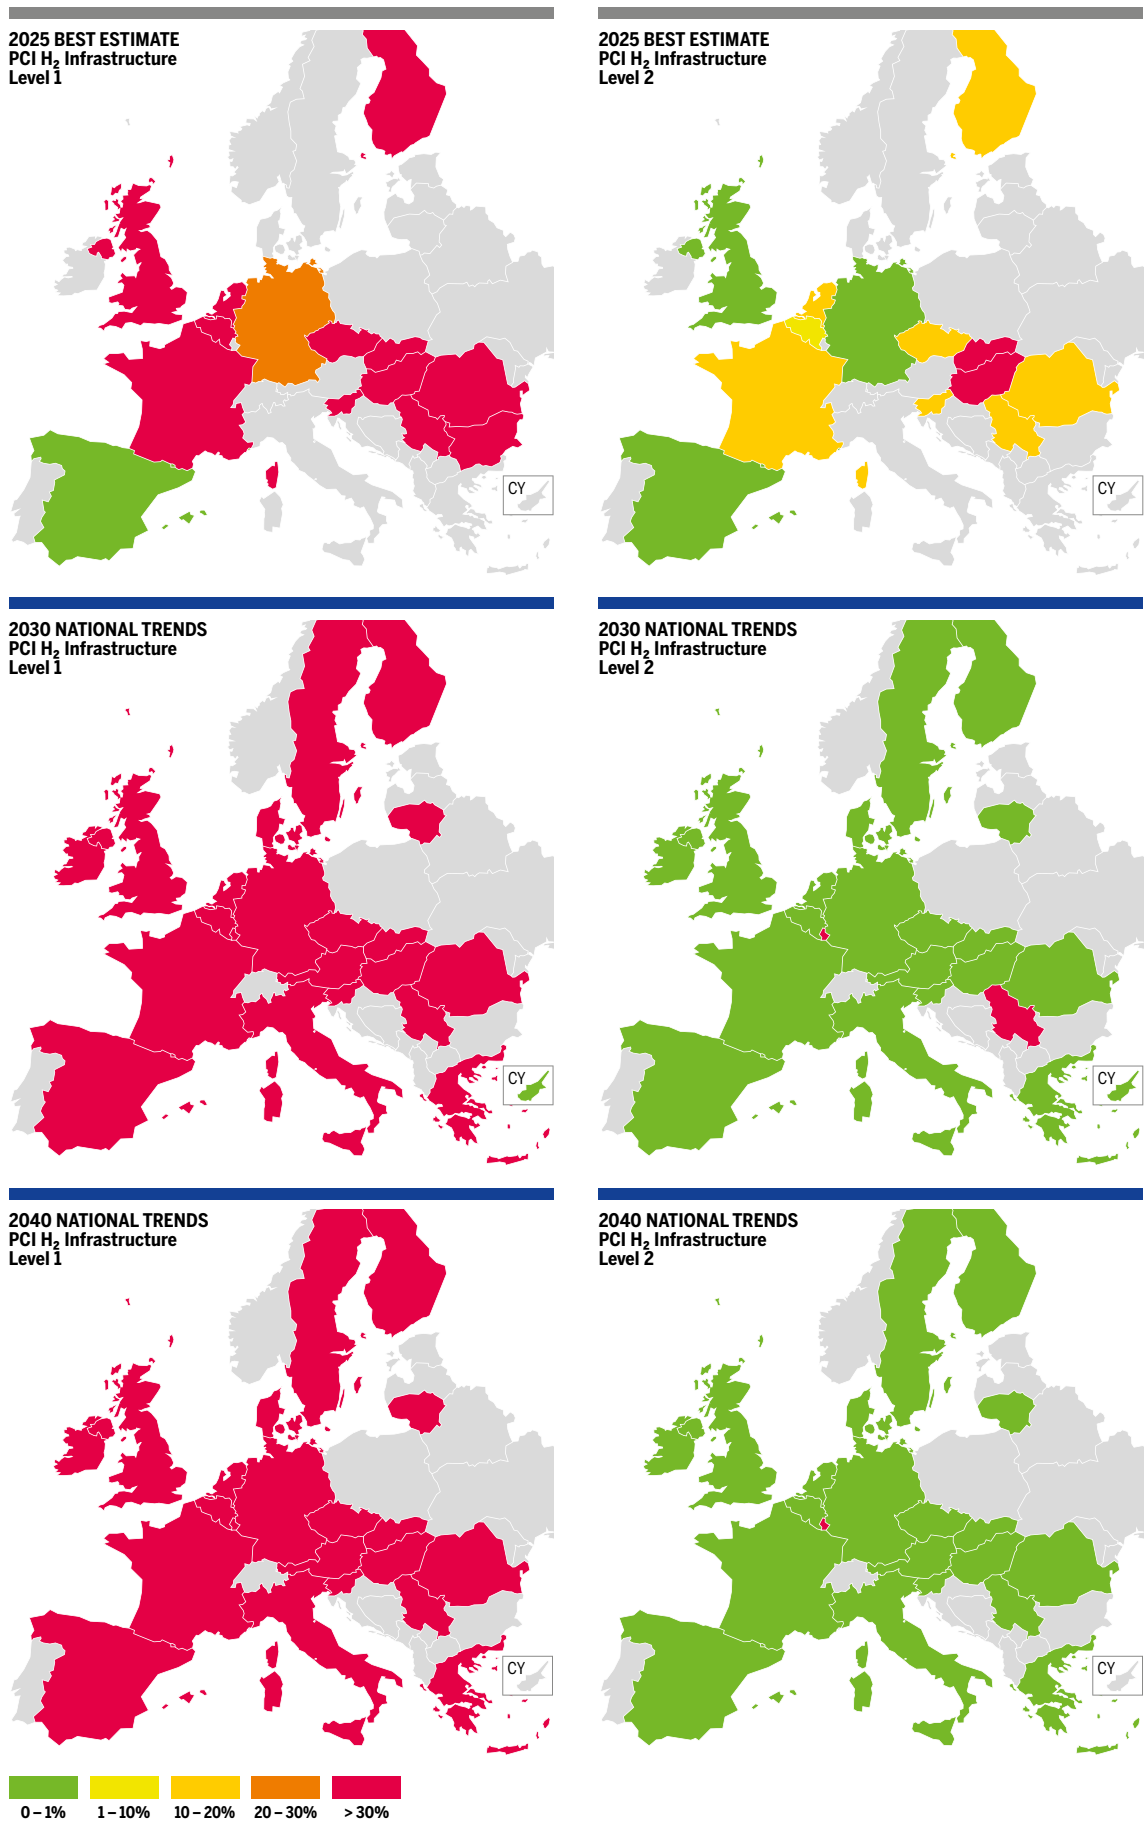 2025 BEST ESTIMATE
PCI H₂ Infrastructure
Level 1
CY
2025 BEST ESTIMATE
PCI H₂ Infrastructure
Level 2
CY
2030 NATIONAL TRENDS
PCI H₂ Infrastructure
Level 1
CY
2030 NATIONAL TRENDS
PCI H₂ Infrastructure
Level 2
CY
2040 NATIONAL TRENDS
PCI H₂ Infrastructure
Level 1
CY
2040 NATIONAL TRENDS
PCI H₂ Infrastructure
Level 2
CY
0 – 1% 1 – 10% 10 – 20% 20 – 30% > 30%